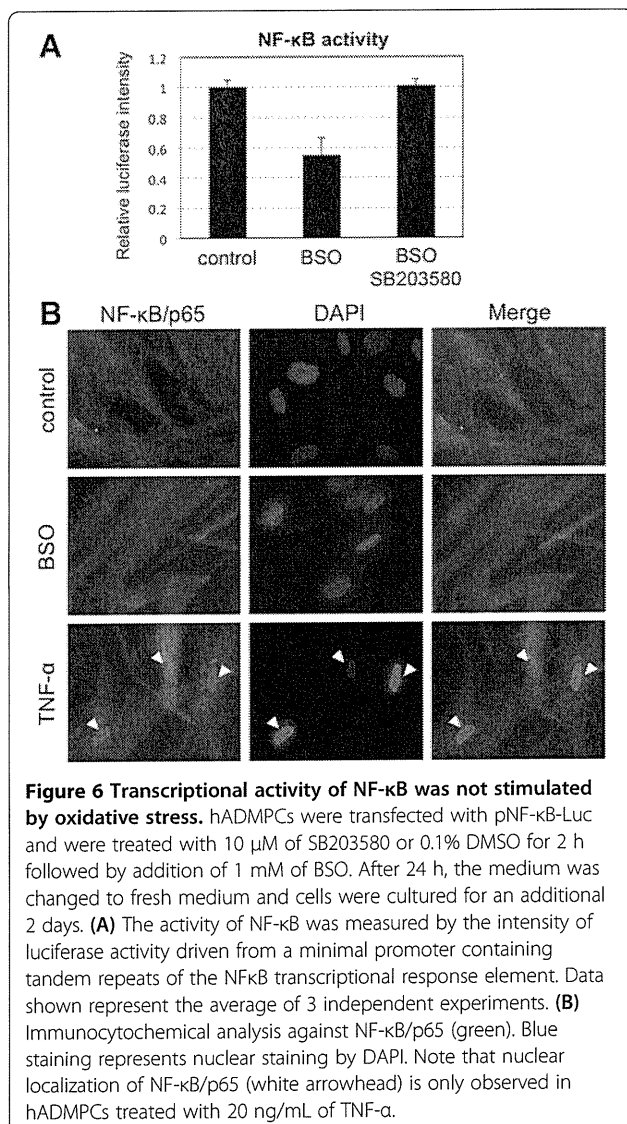 A
NF-κB activity
Relative luciferase intensity
1.2
1
0.8
0.6
0.4
0.2
0
control
BSO
BSO
SB203580
B
NF-κB/p65
DAPI
Merge
control
BSO
TNF-α
Figure 6 Transcriptional activity of NF-κB was not stimulated
by oxidative stress. hADMPCs were transfected with pNF-κB-Luc
and were treated with 10 μM of SB203580 or 0.1% DMSO for 2 h
followed by addition of 1 mM of BSO. After 24 h, the medium was
changed to fresh medium and cells were cultured for an additional
2 days. (A) The activity of NF-κB was measured by the intensity of
luciferase activity driven from a minimal promoter containing
tandem repeats of the NFκB transcriptional response element. Data
shown represent the average of 3 independent experiments. (B)
Immunocytochemical analysis against NF-κB/p65 (green). Blue
staining represents nuclear staining by DAPI. Note that nuclear
localization of NF-κB/p65 (white arrowhead) is only observed in
hADMPCs treated with 20 ng/mL of TNF-α.